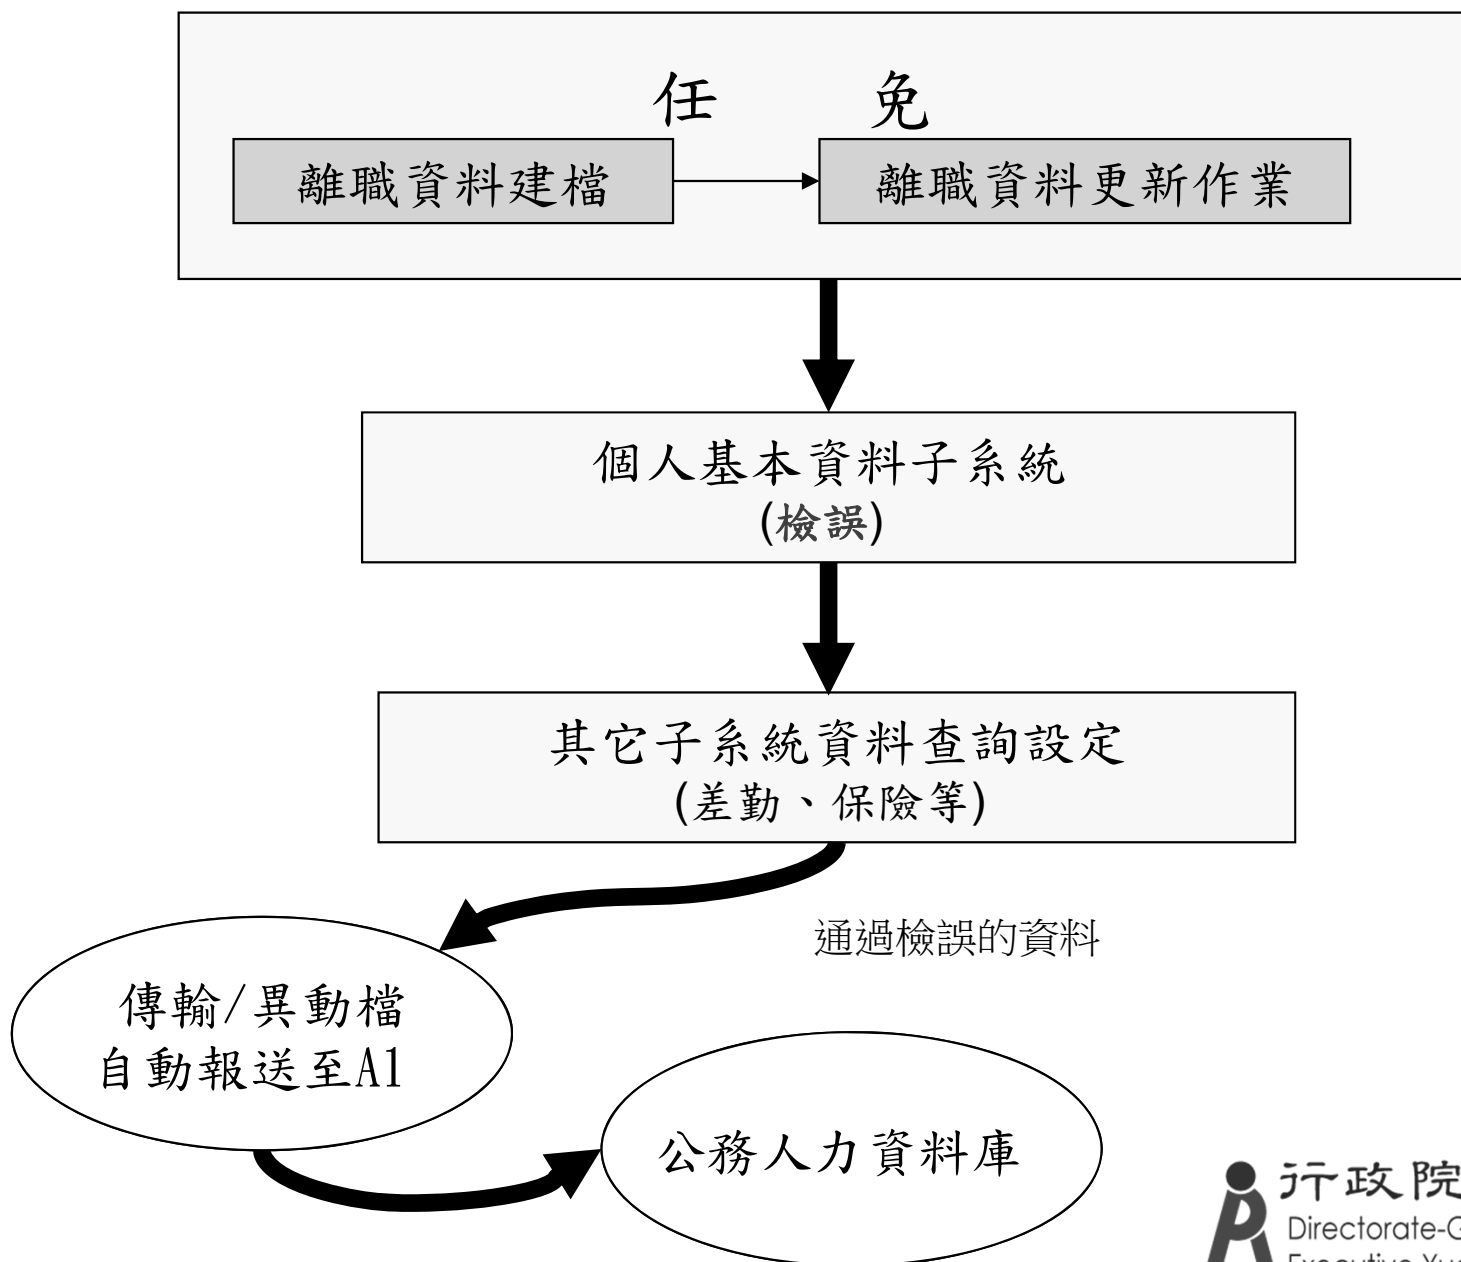 任 免
離職資料建檔
離職資料更新作業
個人基本資料子系統
(檢誤)
其它子系統資料查詢設定
(差勤、保險等)
通過檢誤的資料
傳輸/異動檔
自動報送至A1
公務人力資料庫
行政院
Directorate-G
Executive Yu